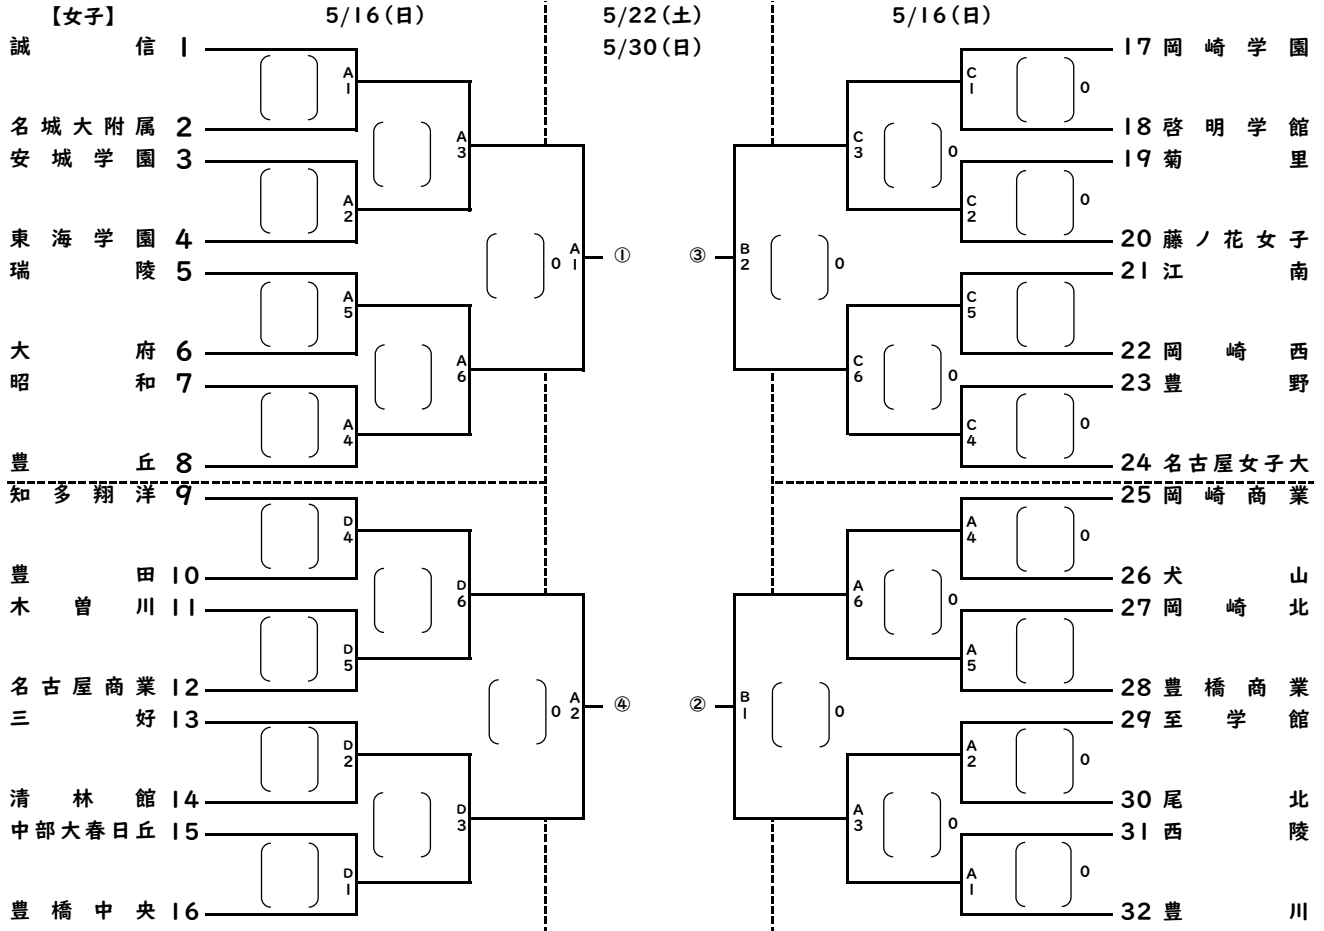 【女子】 5/16(日) 5/22(土) 5/16(日)
5/30(日)
誠信 1
名城大附属 2
安城学園 3
東海学園 4
瑞陵 5
大府 6
昭和 7
豊丘 8
知多翔洋 9
豊田 10
木曽川 11
名古屋商業 12
三好 13
清林館 14
中部大春日丘 15
豊橋中央 16
A1
A2
A5
A4
D4
D5
D2
D1
A3
A6
D6
D3
0 A1 ①
0 A2 ④
③ B2 0
② B1 0
C3 0
C6 0
A6 0
A3 0
C1 0
C2 0
C5
C4 0
A4 0
A5 0
A2 0
A1 0
17 岡崎学園
18 啓明学館
19 菊里
20 藤ノ花女子
21 江南
22 岡崎西
23 豊野
24 名古屋女子大
25 岡崎商業
26 犬山
27 岡崎北
28 豊橋商業
29 至学館
30 尾北
31 西陵
32 豊川